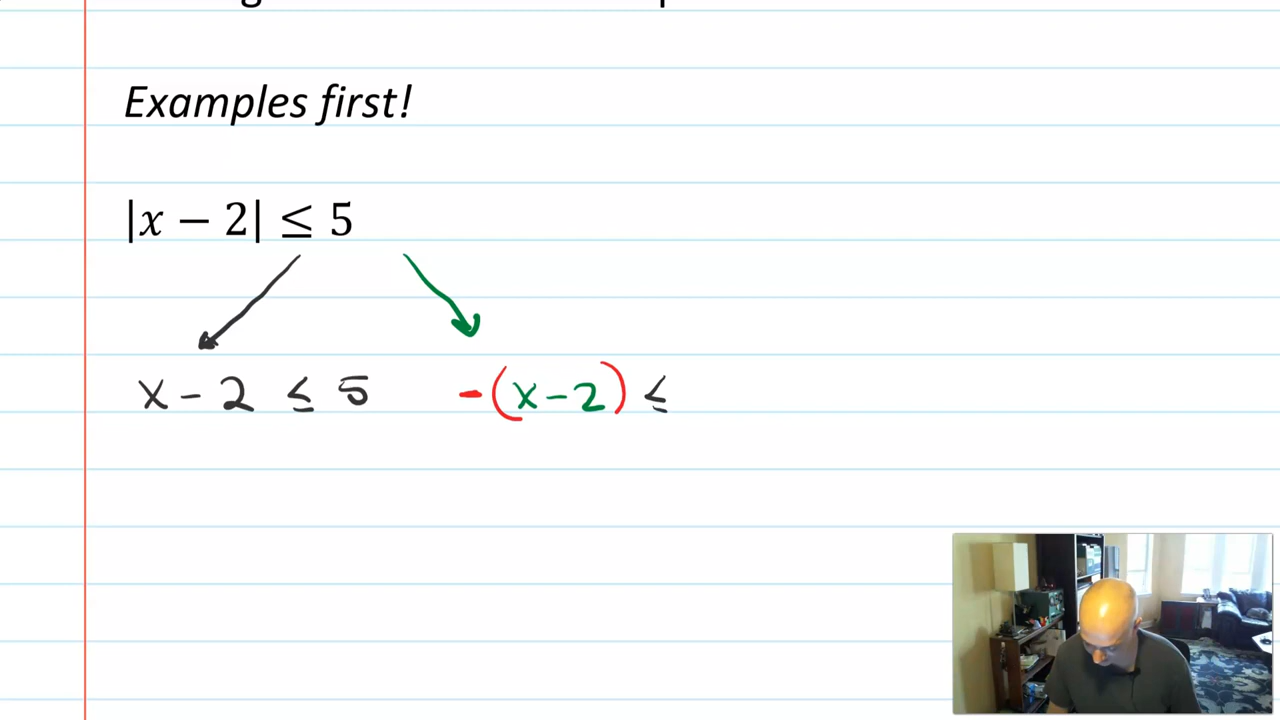 Examples first!
|x − 2| ≤ 5
x - 2 ≤ 5 -(x-2) ≤